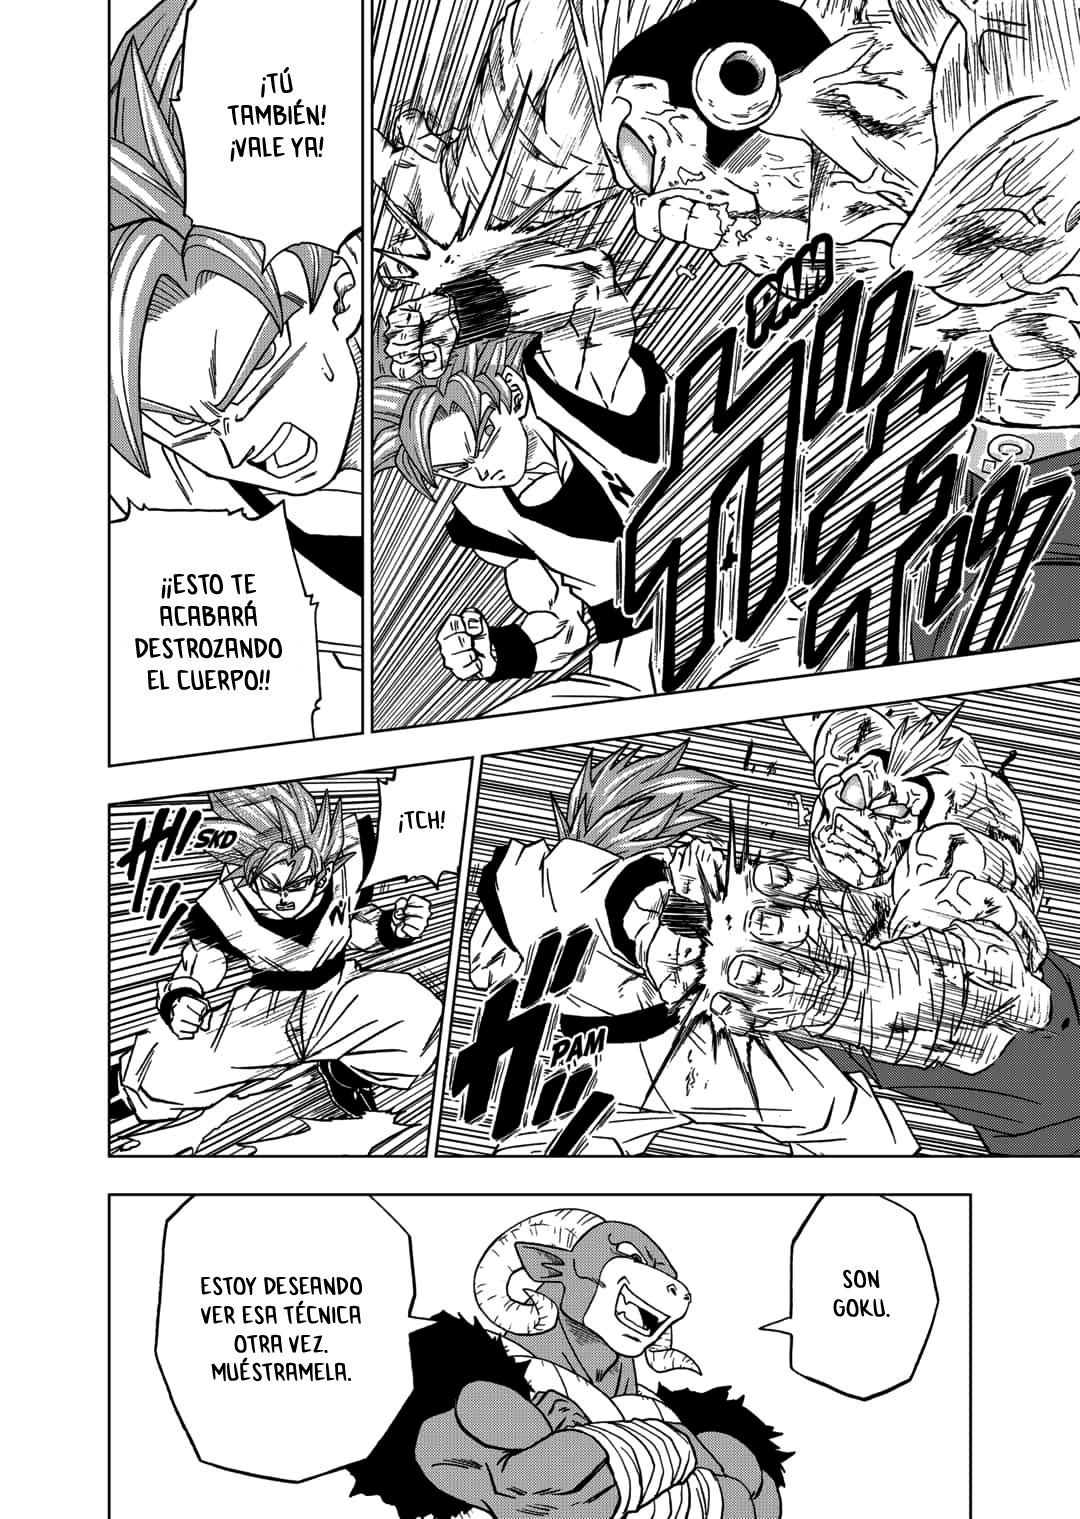 PAM
¡TÚ
TAMBIÉN!
¡VALE YA!
¡¡ESTO TE
ACABARÁ
DESTROZANDO
EL CUERPO!!
PAM
¡TCH!
SKD
SON
GOKU.
ESTOY DESEANDO
VER ESA TÉCNICA
OTRA VEZ.
MUÉSTRAMELA.